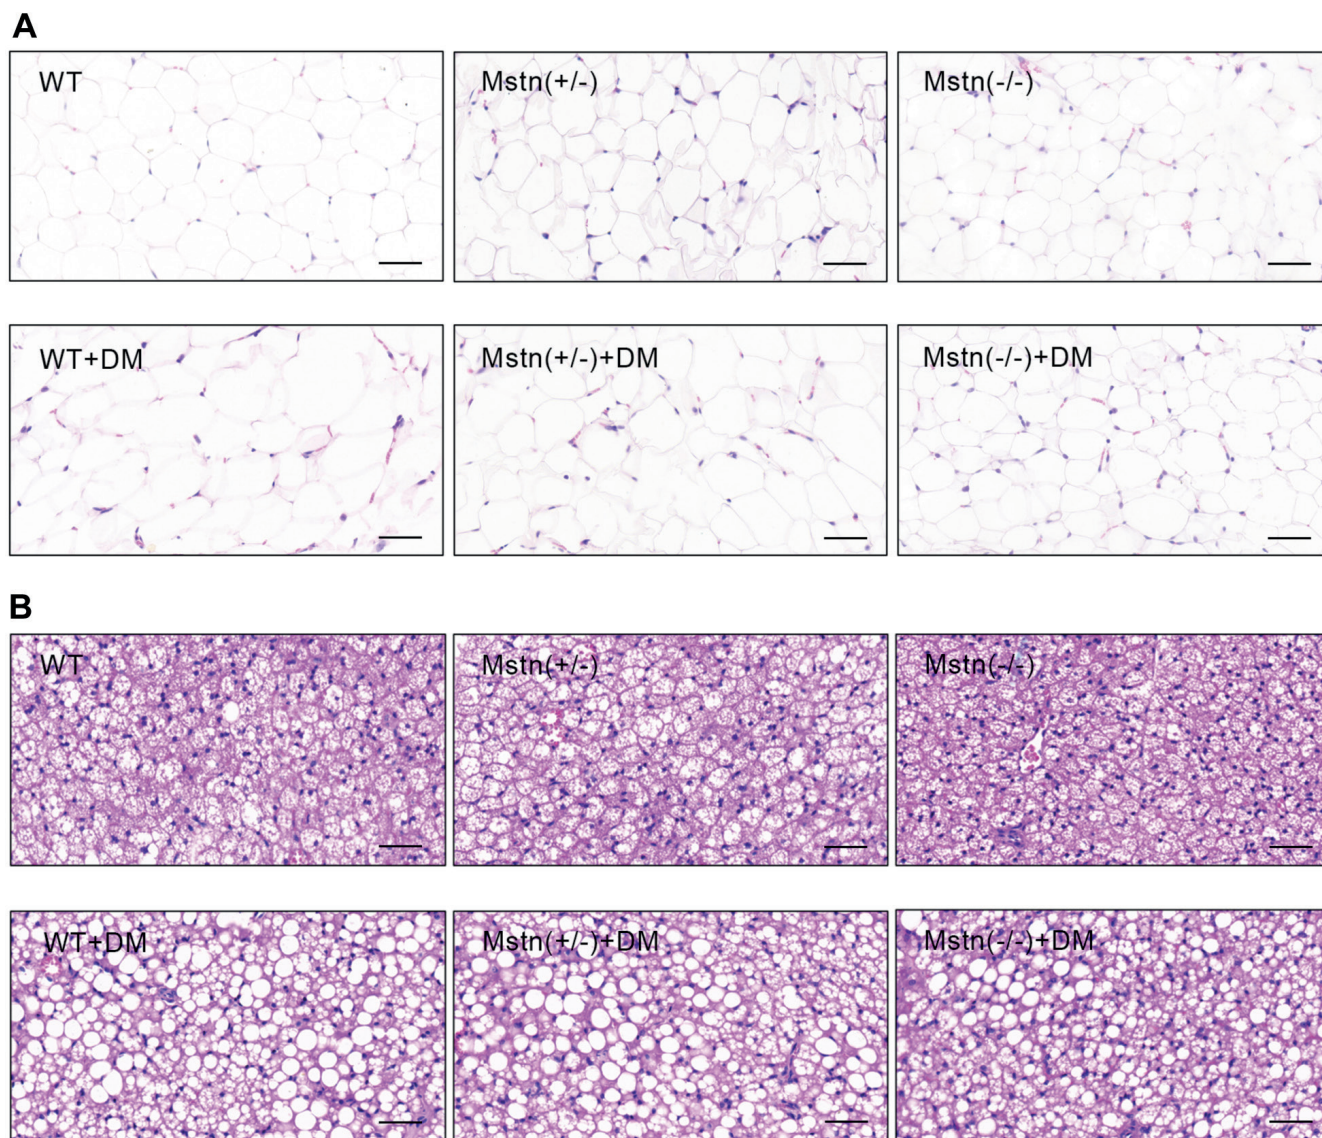 A
WT
Mstn(+/-)
Mstn(-/-)
WT+DM
Mstn(+/-)+DM
Mstn(-/-)+DM
B
WT
Mstn(+/-)
Mstn(-/-)
WT+DM
Mstn(+/-)+DM
Mstn(-/-)+DM